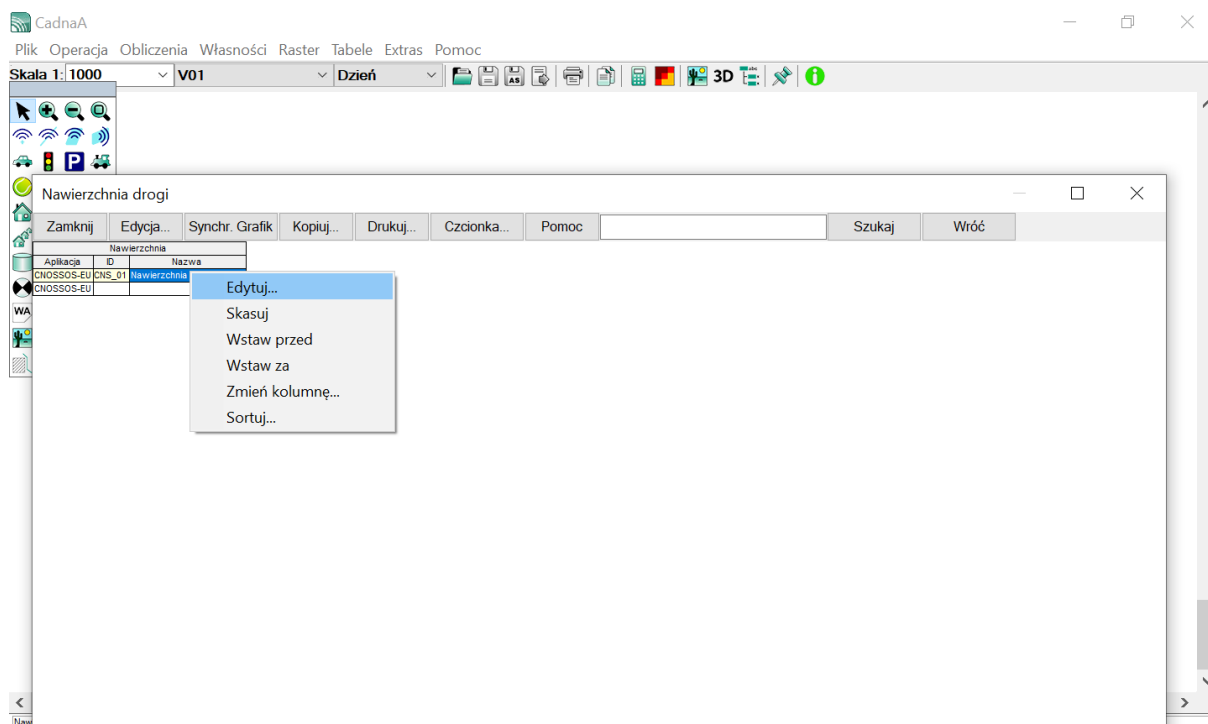 CadnaA
Plik Operacja Obliczenia Własności Raster Tabele Extras Pomoc
Skala 1: 1000 V01 Dzień AS 3D
P
Nawierzchnia drogi
Zamknij Edycja... Synchr. Grafik Kopiuj... Drukuj... Czcionka... Pomoc Szukaj Wróć
Nawierzchnia
Aplikacja ID Nazwa
CNOSSOS-EU CNS_01 Nawierzchnia
CNOSSOS-EU
WA
Edytuj...
Skasuj
Wstaw przed
Wstaw za
Zmień kolumnę...
Sortuj...